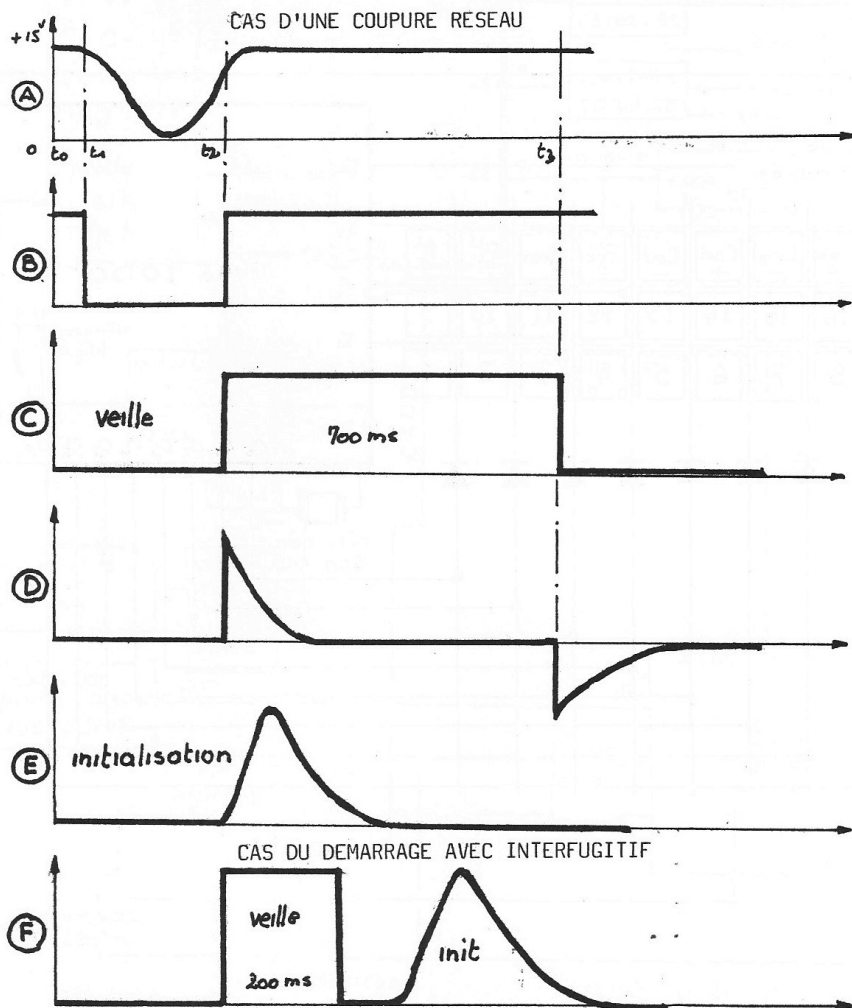 CAS D'UNE COUPURE RESEAU
+15V
A
0 t0 t1 t2 t3
B
C veille 700 ms
D
E initialisation
CAS DU DEMARRAGE AVEC INTERFUGITIF
F veille init
200 ms